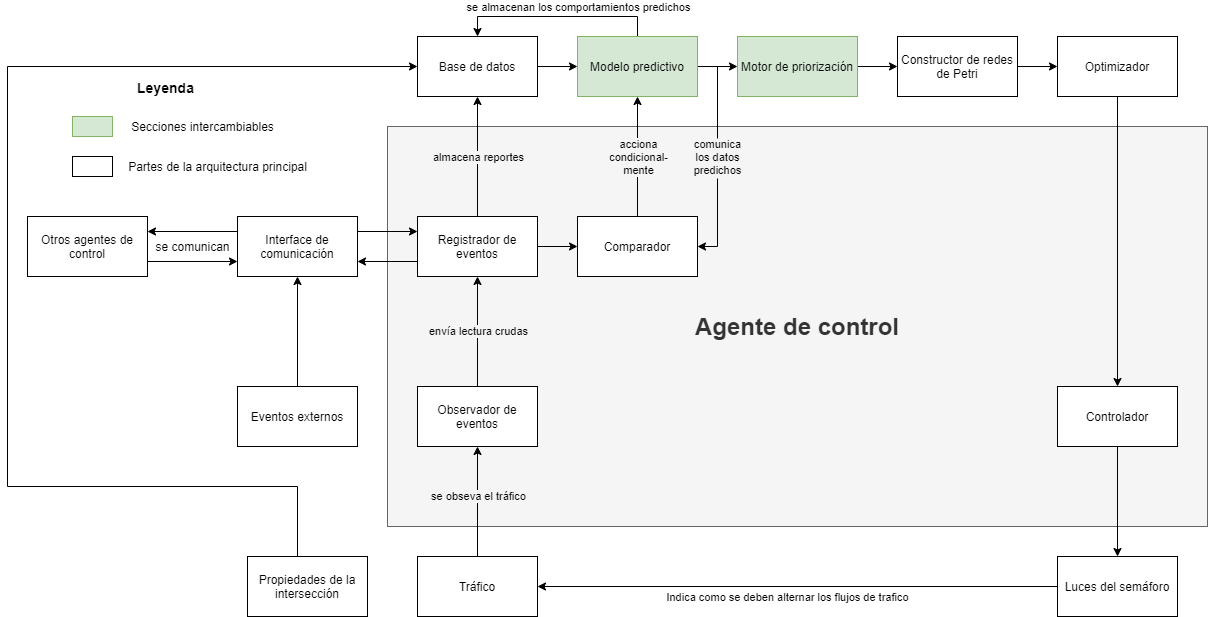 se almacenan los comportamientos predichos
Base de datos
Modelo predictivo
Motor de priorización
Constructor de redes
de Petri
Optimizador
Leyenda
Secciones intercambiables
Partes de la arquitectura principal
almacena reportes
acciona
condicional-
mente
comunica
los datos
predichos
Otros agentes de
control
se comunican
Interface de
comunicación
Registrador de
eventos
Comparador
Agente de control
envía lectura crudas
Eventos externos
Observador de
eventos
Controlador
se obseva el tráfico
Propiedades de la
intersección
Tráfico
Indica como se deben alternar los flujos de trafico
Luces del semáforo